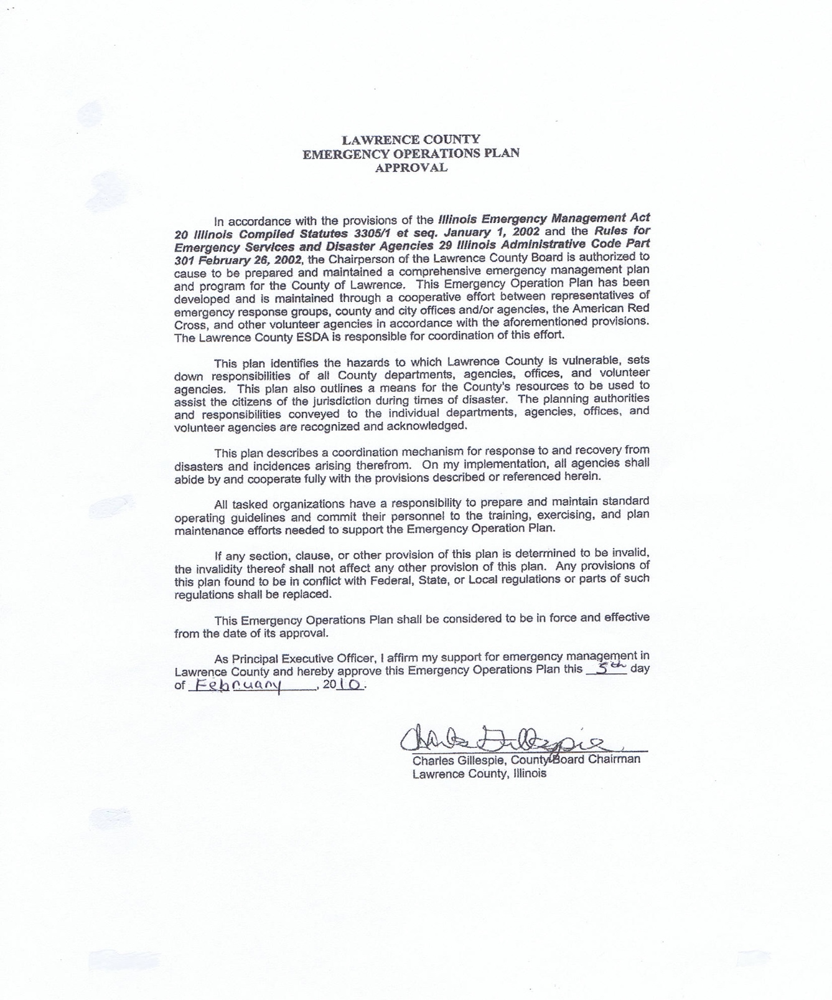 LAWRENCE COUNTY
EMERGENCY OPERATIONS PLAN
APPROVAL
In accordance with the provisions of the Illinois Emergency Management Act
20 Illinois Compiled Statutes 3305/1 et seq. January 1, 2002 and the Rules for
Emergency Services and Disaster Agencies 29 Illinois Administrative Code Part
301 February 26, 2002, the Chairperson of the Lawrence County Board is authorized to
cause to be prepared and maintained a comprehensive emergency management plan
and program for the County of Lawrence. This Emergency Operation Plan has been
developed and is maintained through a cooperative effort between representatives of
emergency response groups, county and city offices and/or agencies, the American Red
Cross, and other volunteer agencies in accordance with the aforementioned provisions.
The Lawrence County ESDA is responsible for coordination of this effort.
This plan identifies the hazards to which Lawrence County is vulnerable, sets
down responsibilities of all County departments, agencies, offices, and volunteer
agencies. This plan also outlines a means for the County's resources to be used to
assist the citizens of the jurisdiction during times of disaster. The planning authorities
and responsibilities conveyed to the individual departments, agencies, offices, and
volunteer agencies are recognized and acknowledged.
This plan describes a coordination mechanism for response to and recovery from
disasters and incidences arising therefrom. On my implementation, all agencies shall
abide by and cooperate fully with the provisions described or referenced herein.
All tasked organizations have a responsibility to prepare and maintain standard
operating guidelines and commit their personnel to the training, exercising, and plan
maintenance efforts needed to support the Emergency Operation Plan.
If any section, clause, or other provision of this plan is determined to be invalid,
the invalidity thereof shall not affect any other provision of this plan. Any provisions of
this plan found to be in conflict with Federal, State, or Local regulations or parts of such
regulations shall be replaced.
This Emergency Operations Plan shall be considered to be in force and effective
from the date of its approval.
As Principal Executive Officer, I affirm my support for emergency management in
Lawrence County and hereby approve this Emergency Operations Plan this 5th day
of February, 2010.
Charles Gillespie
Charles Gillespie, County Board Chairman
Lawrence County, Illinois